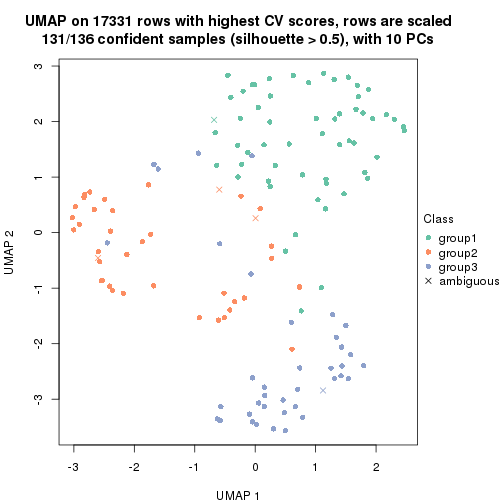 UMAP on 17331 rows with highest CV scores, rows are scaled
131/136 confident samples (silhouette > 0.5), with 10 PCs
3
2
1
0
-1
-2
-3
UMAP 2
-3
-2
-1
0
1
2
UMAP 1
Class
group1
group2
group3
ambiguous